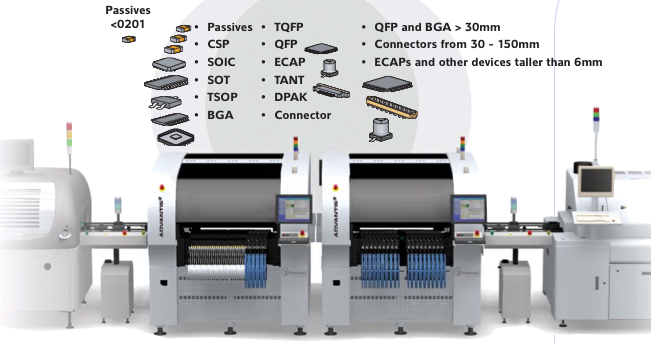 Passives
<0201
• Passives
• CSP
• SOIC
• SOT
• TSOP
• BGA
• TQFP
• QFP
• ECAP
• TANT
• DPAK
• Connector
• QFP and BGA > 30mm
• Connectors from 30 - 150mm
• ECAPs and other devices taller than 6mm
ADVANTIS
ADVANTIS